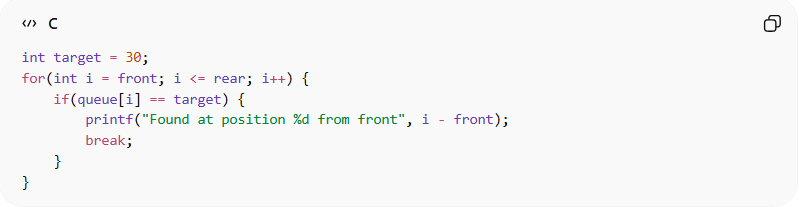 </> C
int target = 30;
for(int i = front; i <= rear; i++) {
    if(queue[i] == target) {
        printf("Found at position %d from front", i - front);
        break;
    }
}